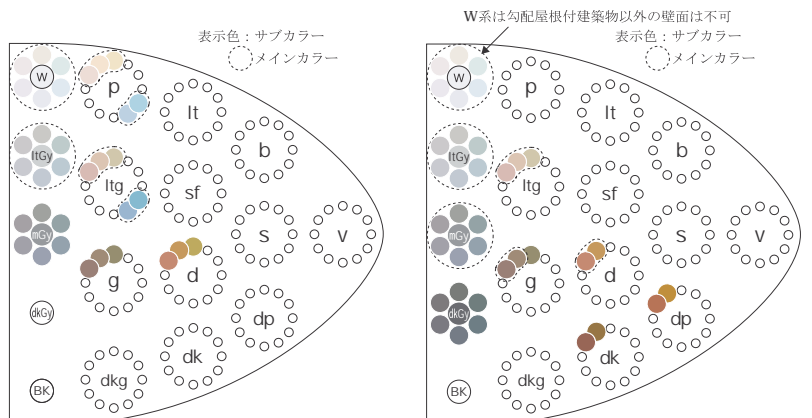 W系は勾配屋根付建築物以外の壁面は不可
表示色：サブカラー
メインカラー
W
p
lt
b
ltGy
ltg
sf
mGy
s
v
g
d
dkGy
dp
dk
dkg
BK
表示色：サブカラー
メインカラー
W
p
lt
b
ltGy
ltg
sf
mGy
s
v
g
d
dkGy
dp
dk
dkg
BK